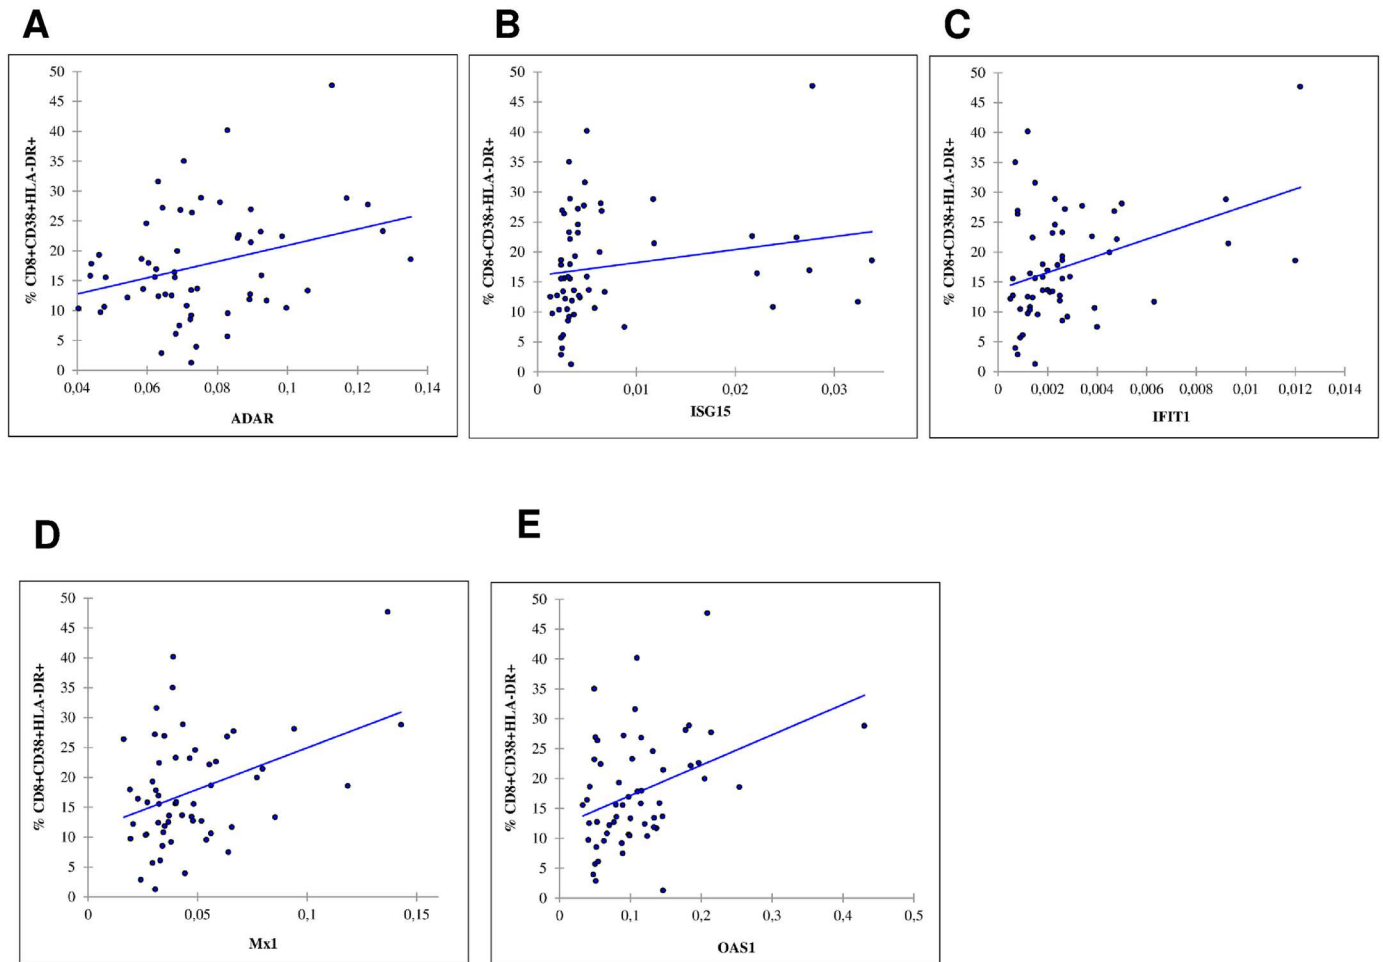 A
B
C
% CD8+CD38+HLA-DR+
50
45
40
35
30
25
20
15
10
5
0
0,04 0,06 0,08 0,1 0,12 0,14
ADAR
% CD8+CD38+HLA-DR+
50
45
40
35
30
25
20
15
10
5
0
0 0,01 0,02 0,03
ISG15
% CD8+CD38+HLA-DR+
50
45
40
35
30
25
20
15
10
5
0
0 0,002 0,004 0,006 0,008 0,01 0,012 0,014
IFIT1
D
E
% CD8+CD38+HLA-DR+
50
45
40
35
30
25
20
15
10
5
0
0 0,05 0,1 0,15
Mx1
% CD8+CD38+HLA-DR+
50
45
40
35
30
25
20
15
10
5
0
0 0,1 0,2 0,3 0,4 0,5
OAS1